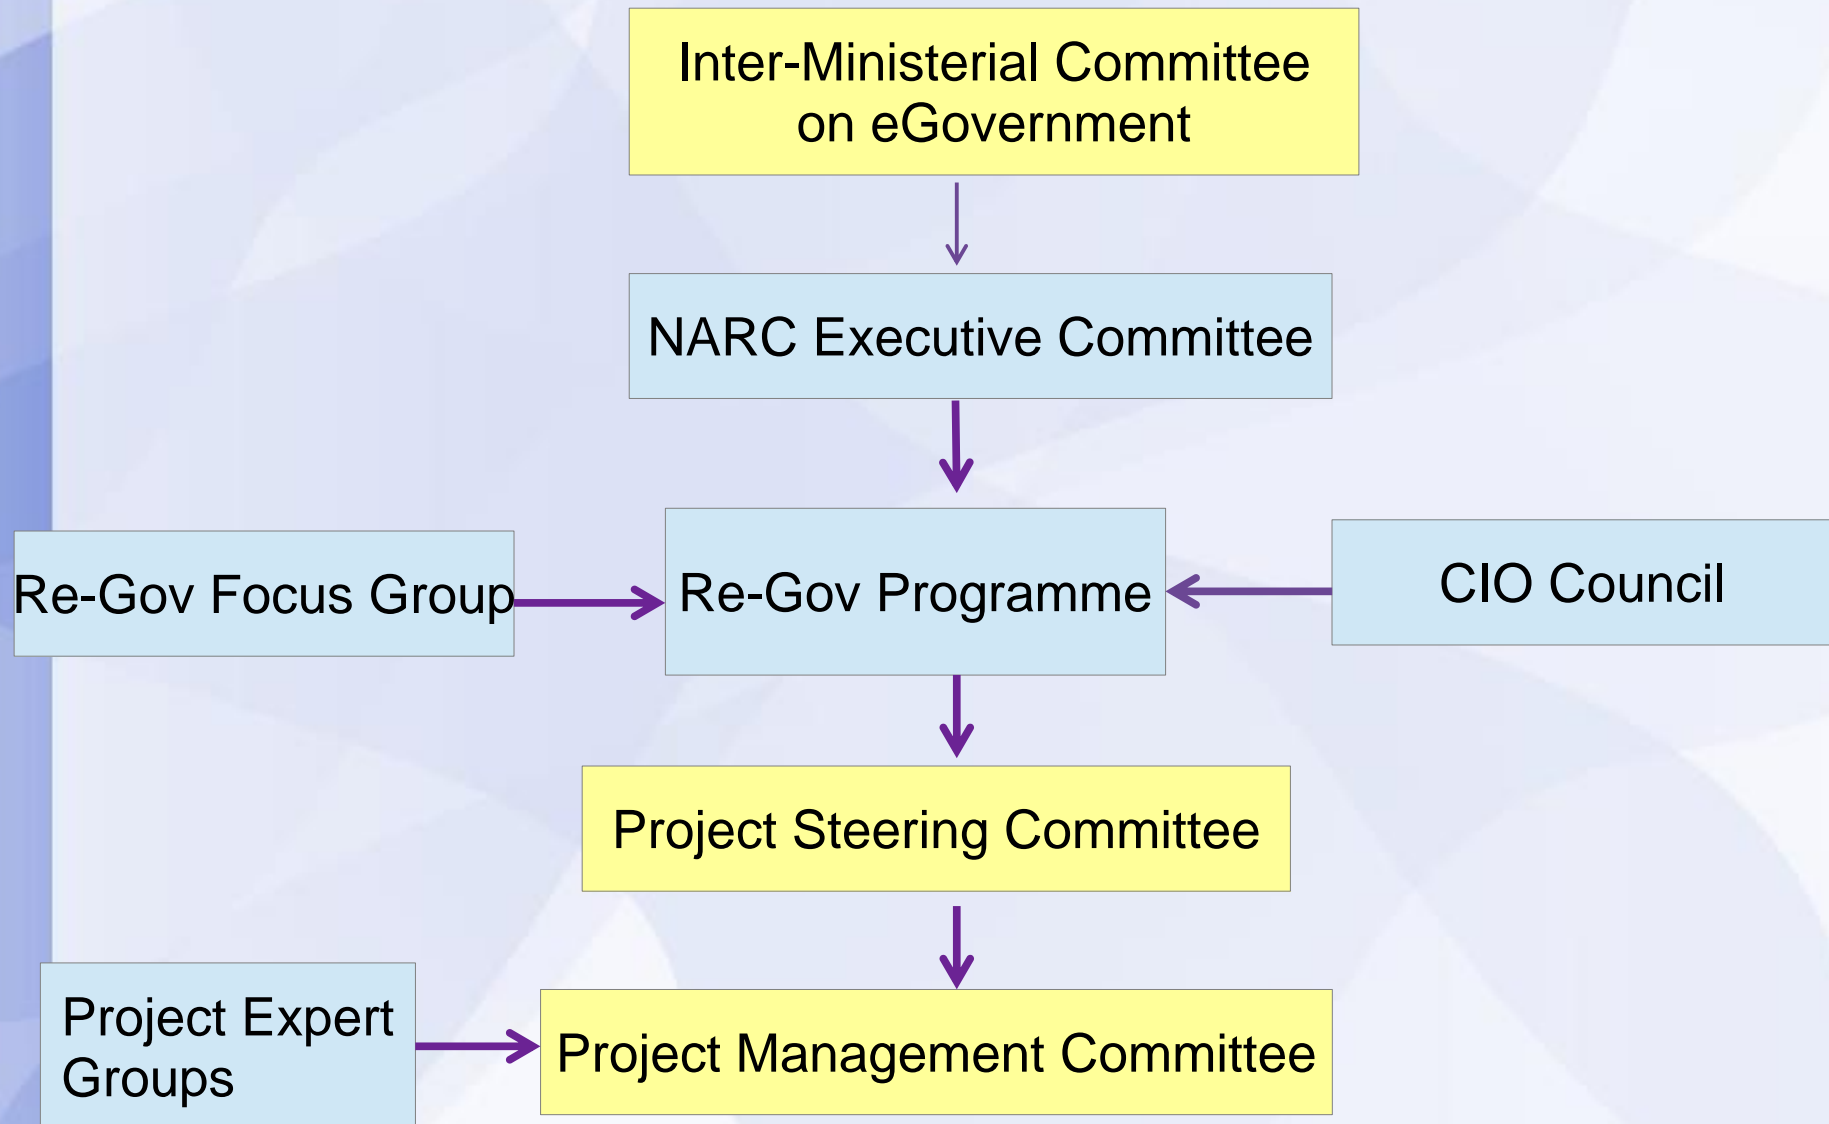 Inter-Ministerial Committee
on eGovernment
NARC Executive Committee
Re-Gov Focus Group
Re-Gov Programme
CIO Council
Project Steering Committee
Project Expert
Groups
Project Management Committee